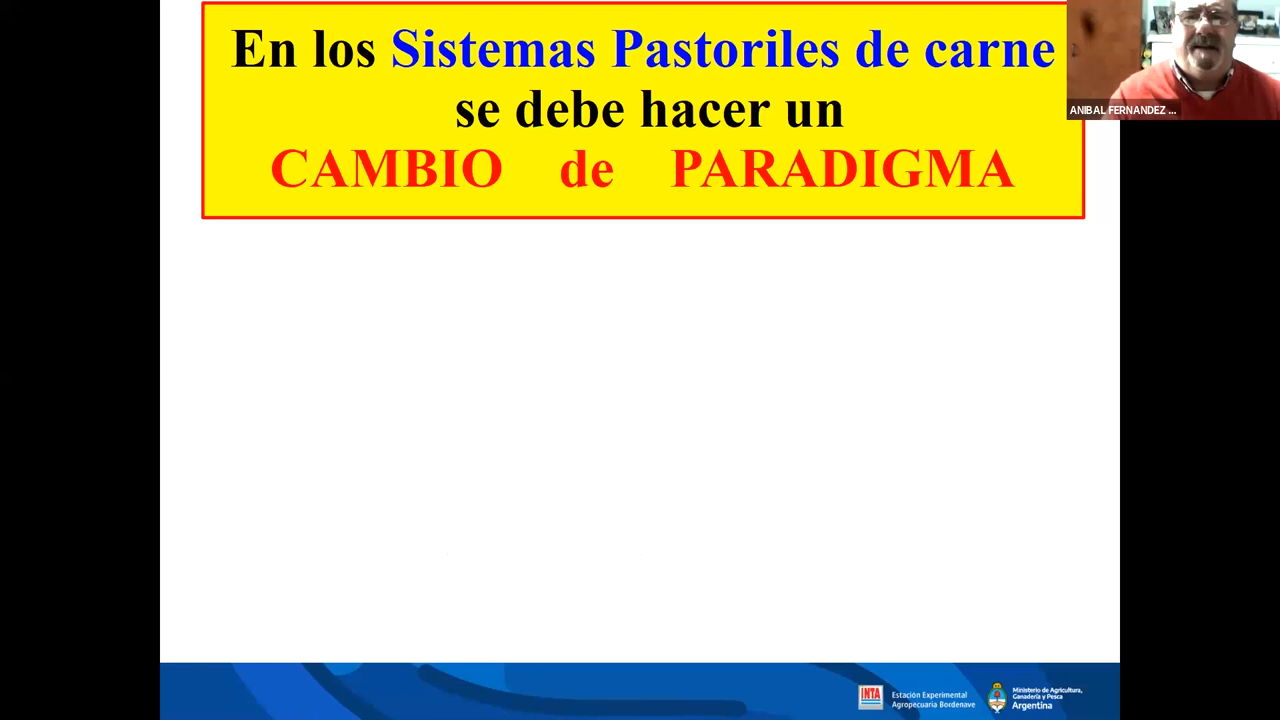 En los Sistemas Pastoriles de carne
se debe hacer un
CAMBIO de PARADIGMA
ANIBAL FERNANDEZ ...
INTA
Estación Experimental
Agropecuaria Bordenave
Ministerio de Agricultura,
Ganadería y Pesca
Argentina